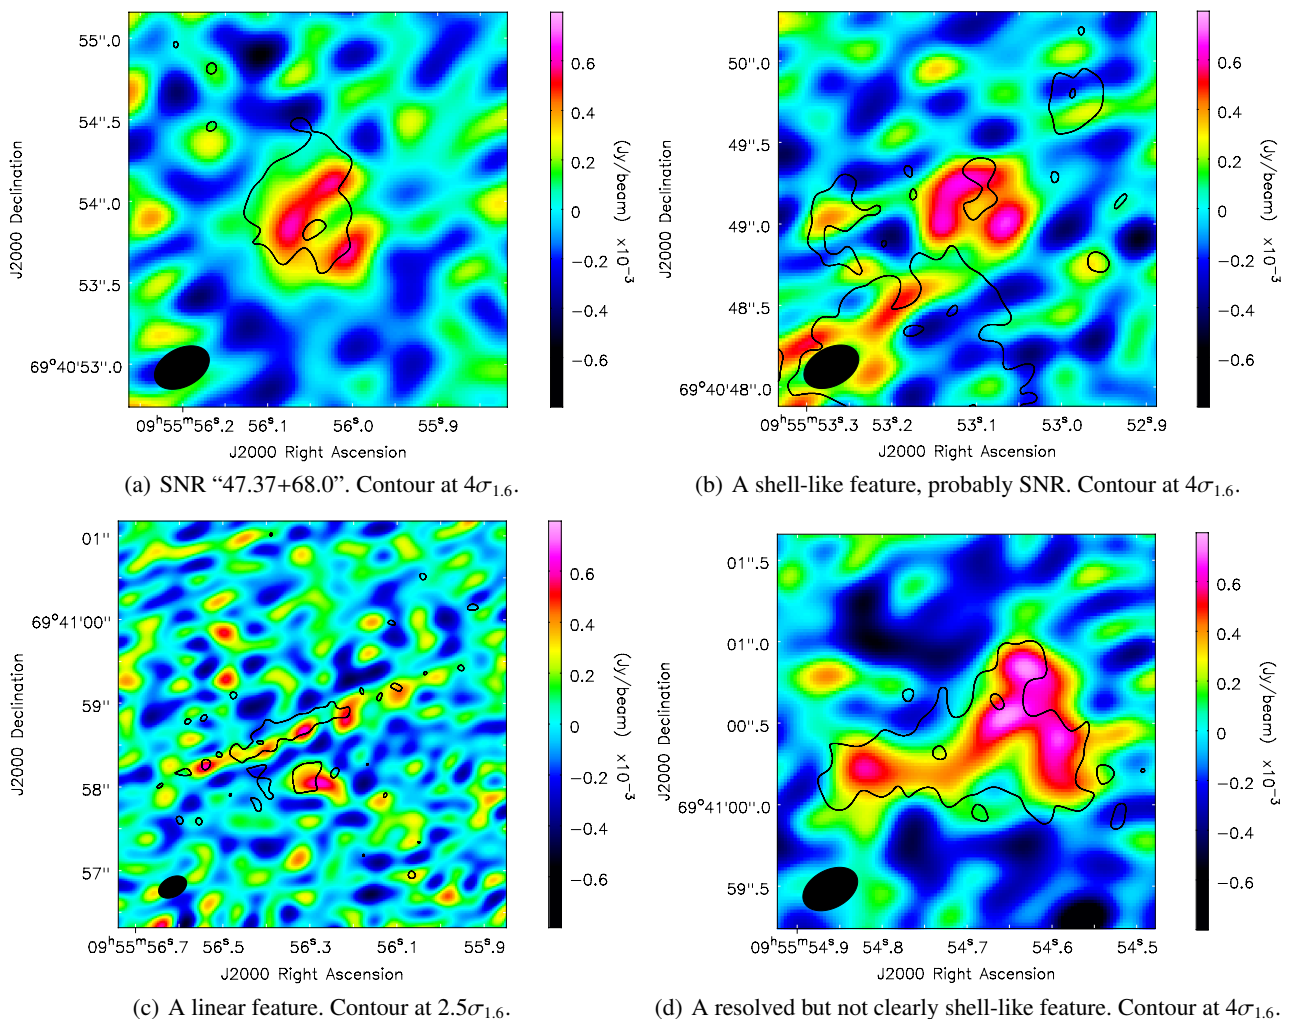 55".0
54".5
54".0
53".5
69°40'53".0
J2000 Declination
09ʰ55ᵐ56ˢ.2 56ˢ.1 56ˢ.0 55ˢ.9
J2000 Right Ascension
0.6
0.4
0.2
0
−0.2
−0.4
−0.6
(Jy/beam) ×10⁻³
(a) SNR “47.37+68.0”. Contour at 4σ₁.₆.
50".0
49".5
49".0
48".5
69°40'48".0
J2000 Declination
09ʰ55ᵐ53ˢ.3 53ˢ.2 53ˢ.1 53ˢ.0 52ˢ.9
J2000 Right Ascension
0.6
0.4
0.2
0
−0.2
−0.4
−0.6
(Jy/beam) ×10⁻³
(b) A shell-like feature, probably SNR. Contour at 4σ₁.₆.
01"
69°41'00"
59"
58"
57"
J2000 Declination
09ʰ55ᵐ56ˢ.7 56ˢ.5 56ˢ.3 56ˢ.1 55ˢ.9
J2000 Right Ascension
0.6
0.4
0.2
0
−0.2
−0.4
−0.6
(Jy/beam) ×10⁻³
(c) A linear feature. Contour at 2.5σ₁.₆.
01".5
01".0
00".5
69°41'00".0
59".5
J2000 Declination
09ʰ55ᵐ54ˢ.9 54ˢ.8 54ˢ.7 54ˢ.6 54ˢ.5
J2000 Right Ascension
0.6
0.4
0.2
0
−0.2
−0.4
−0.6
(Jy/beam) ×10⁻³
(d) A resolved but not clearly shell-like feature. Contour at 4σ₁.₆.